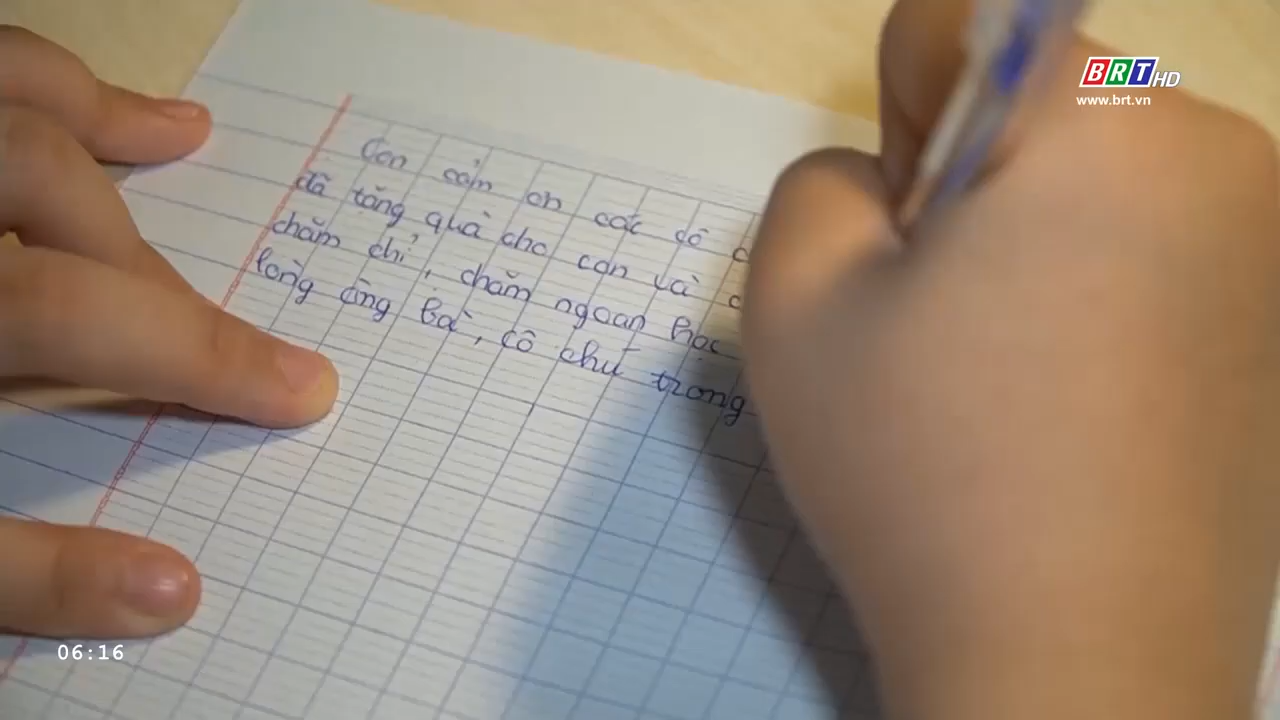 BRT HD
www.brt.vn
Con cảm ơn các cô
đã tặng quà cho con và
chăm chỉ, chăm ngoan học
lòng ông bà, cô chú trong
06:16